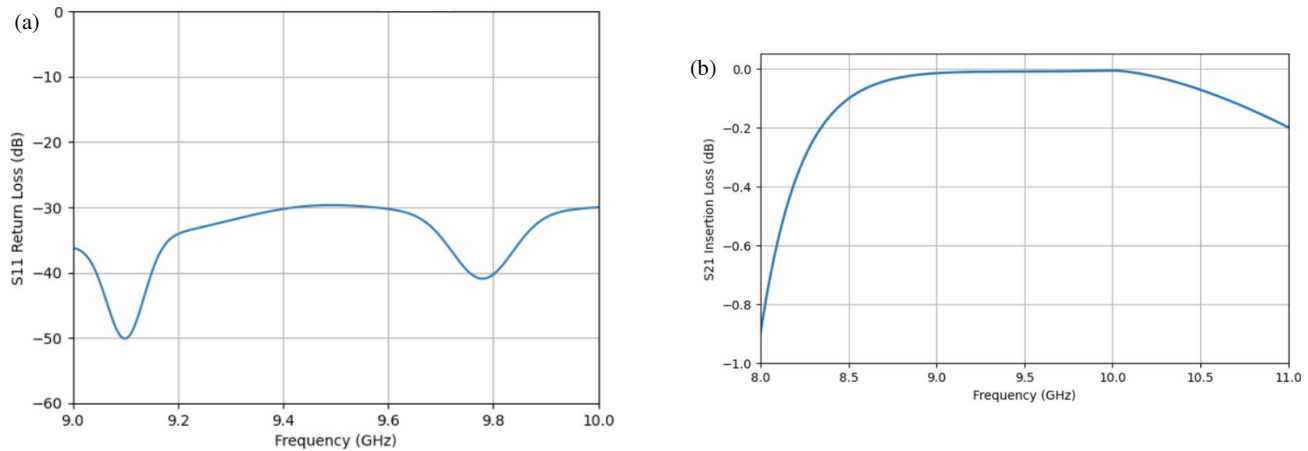 (a)
S11 Return Loss (dB)
0
−10
−20
−30
−40
−50
−60
9.0 9.2 9.4 9.6 9.8 10.0
Frequency (GHz)
(b)
S21 Insertion Loss (dB)
0.0
−0.2
−0.4
−0.6
−0.8
−1.0
8.0 8.5 9.0 9.5 10.0 10.5 11.0
Frequency (GHz)